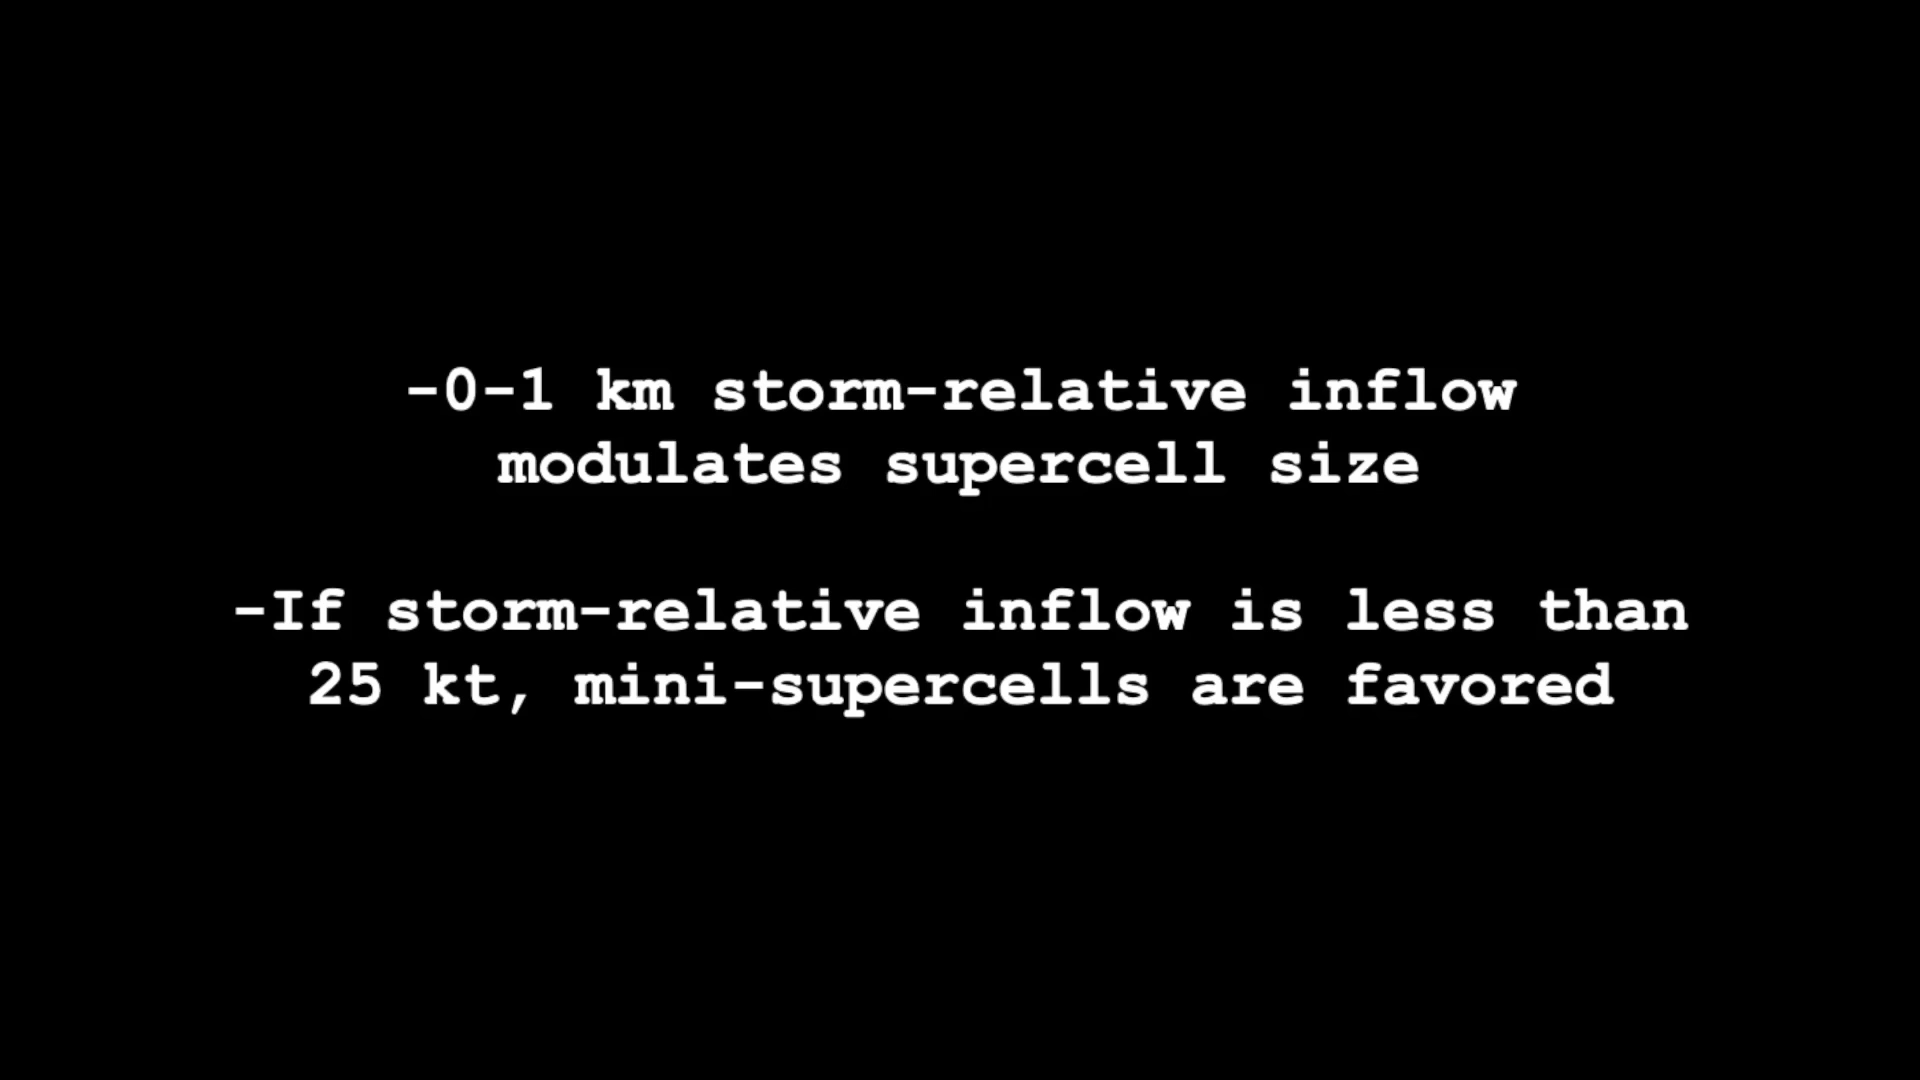 -0-1 km storm-relative inflow
modulates supercell size
-If storm-relative inflow is less than
25 kt, mini-supercells are favored